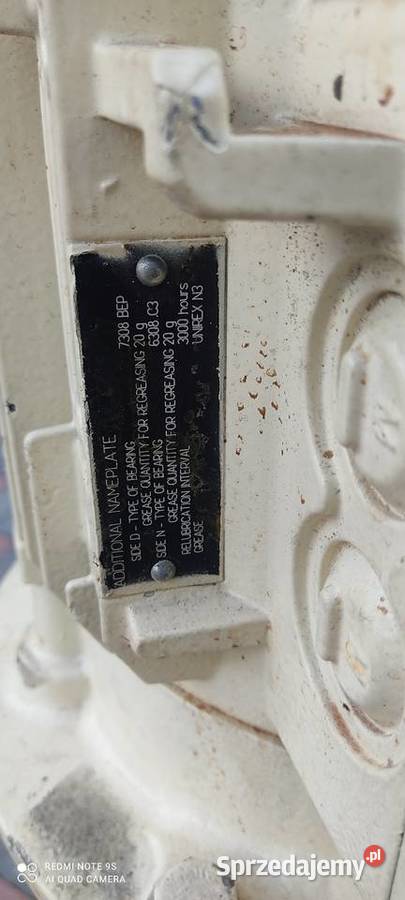 ADDITIONAL NAMEPLATE
SIDE D - TYPE OF BEARING 7308 BEP
GREASE QUANTITY FOR REGREASING 20 g
SIDE N - TYPE OF BEARING 6308 C3
GREASE QUANTITY FOR REGREASING 20 g
RELUBRICATION INTERVAL 3000 hours
GREASE UNIREX N3
REDMI NOTE 9S
AI QUAD CAMERA
Sprzedajemy.pl